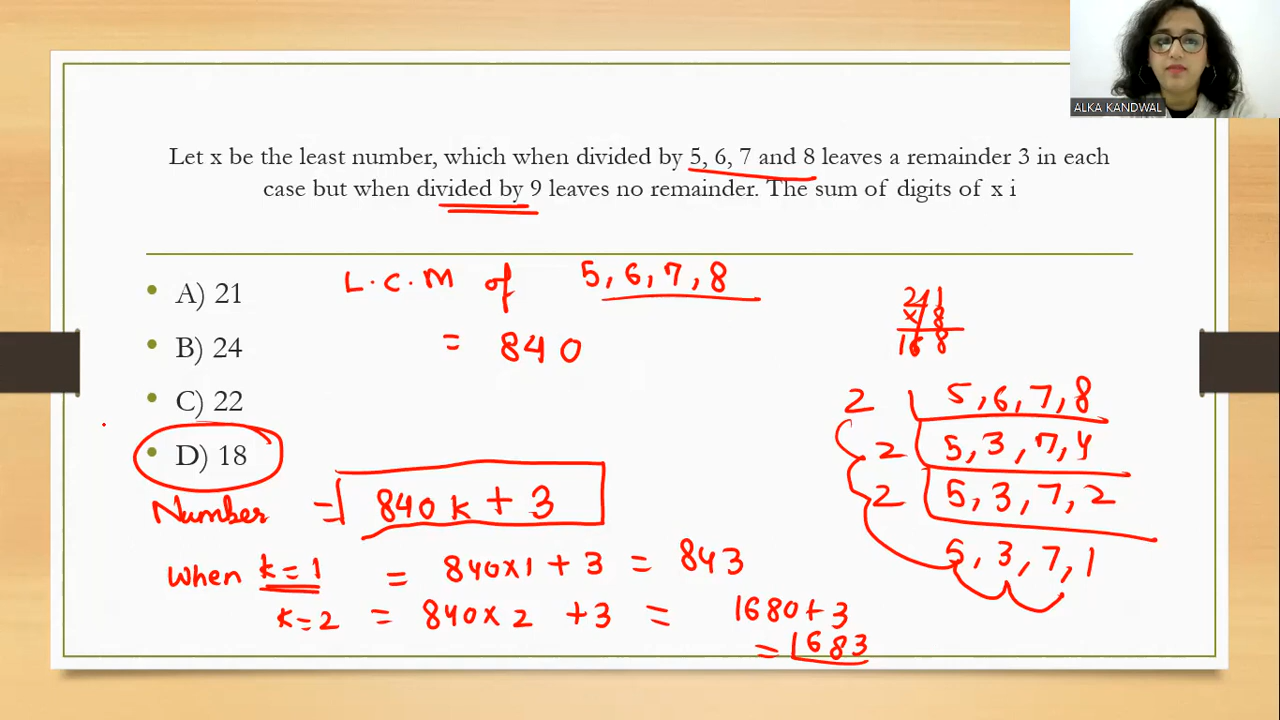 ALKA KANDWAL
Let x be the least number, which when divided by 5, 6, 7 and 8 leaves a remainder 3 in each
case but when divided by 9 leaves no remainder. The sum of digits of x i
A) 21
B) 24
C) 22
D) 18
L.C.M of 5, 6, 7, 8
= 840
21
x 8
168
2 5, 6, 7, 8
2 5, 3, 7, 4
2 5, 3, 7, 2
5, 3, 7, 1
Number = 840 k + 3
When k = 1 = 840 x 1 + 3 = 843
k = 2 = 840 x 2 + 3 = 1680 + 3
= 1683